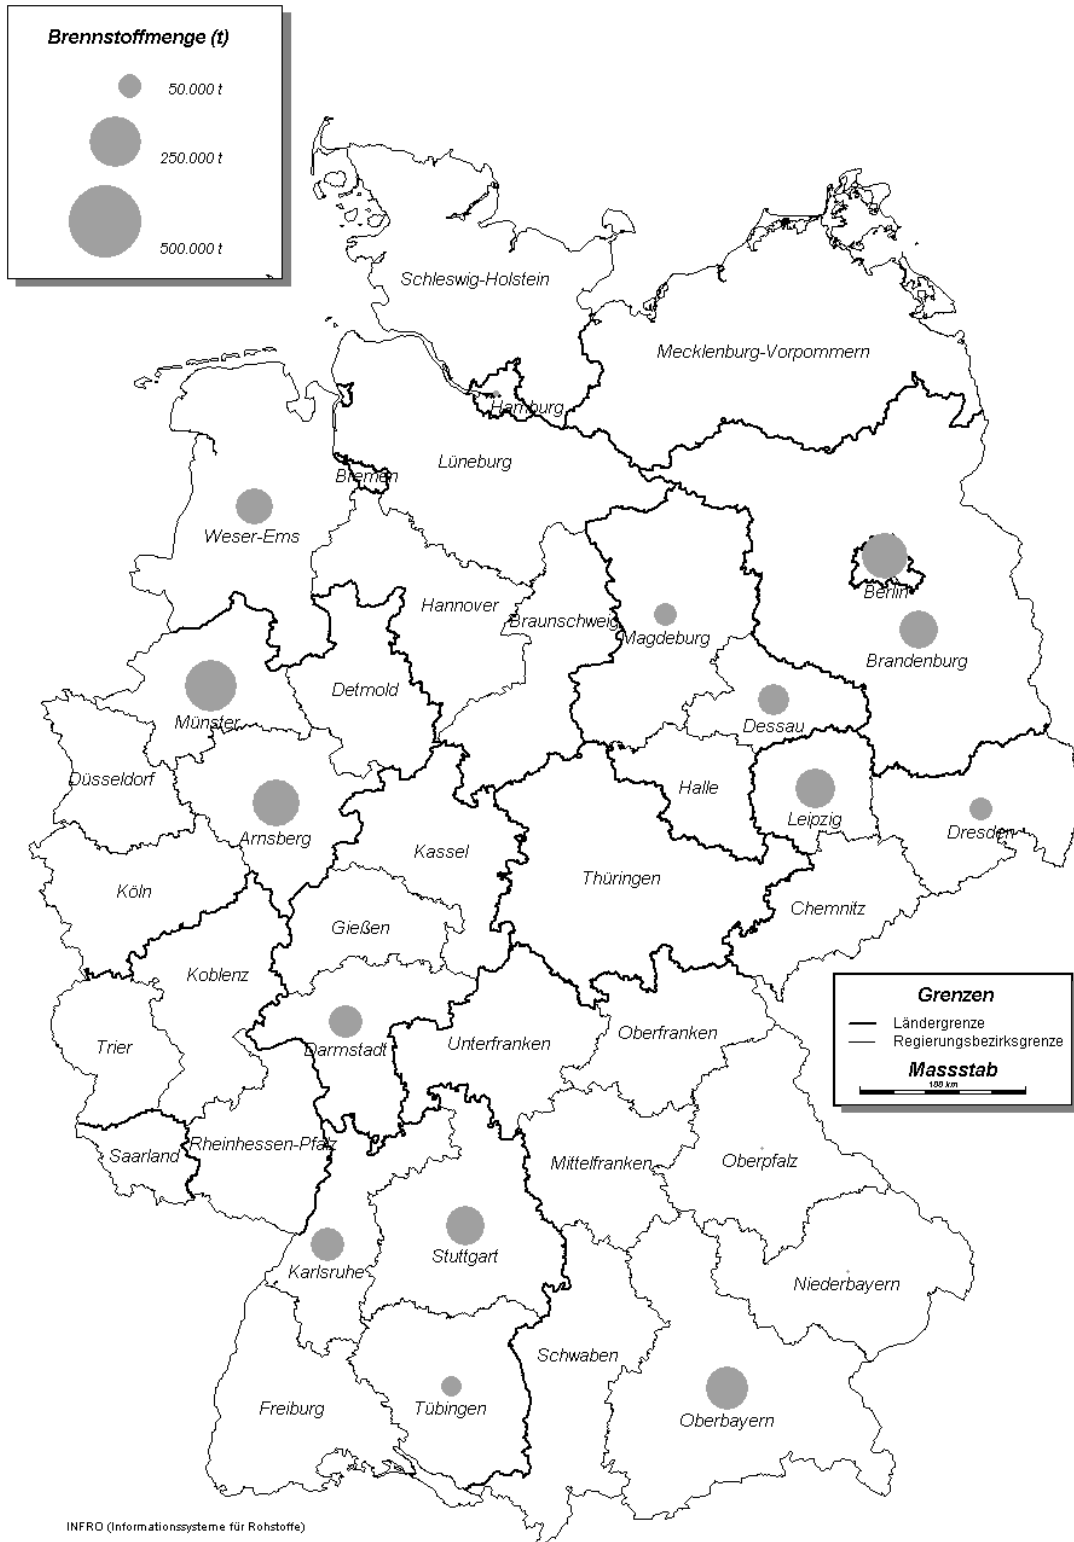 Brennstoffmenge (t)
50.000 t
250.000 t
500.000 t
Schleswig-Holstein
Mecklenburg-Vorpommern
Hamburg
Lüneburg
Bremen
Weser-Ems
Berlin
Hannover
Braunschweig
Magdeburg
Brandenburg
Detmold
Münster
Dessau
Düsseldorf
Halle
Leipzig
Dresden
Arnsberg
Kassel
Thüringen
Köln
Chemnitz
Gießen
Koblenz
Grenzen
Ländergrenze
Regierungsbezirksgrenze
Massstab
100 km
Trier
Darmstadt
Unterfranken
Oberfranken
Saarland
Rheinhessen-Pfalz
Mittelfranken
Oberpfalz
Stuttgart
Karlsruhe
Niederbayern
Schwaben
Freiburg
Tübingen
Oberbayern
INFRO (Informationssysteme für Rohstoffe)